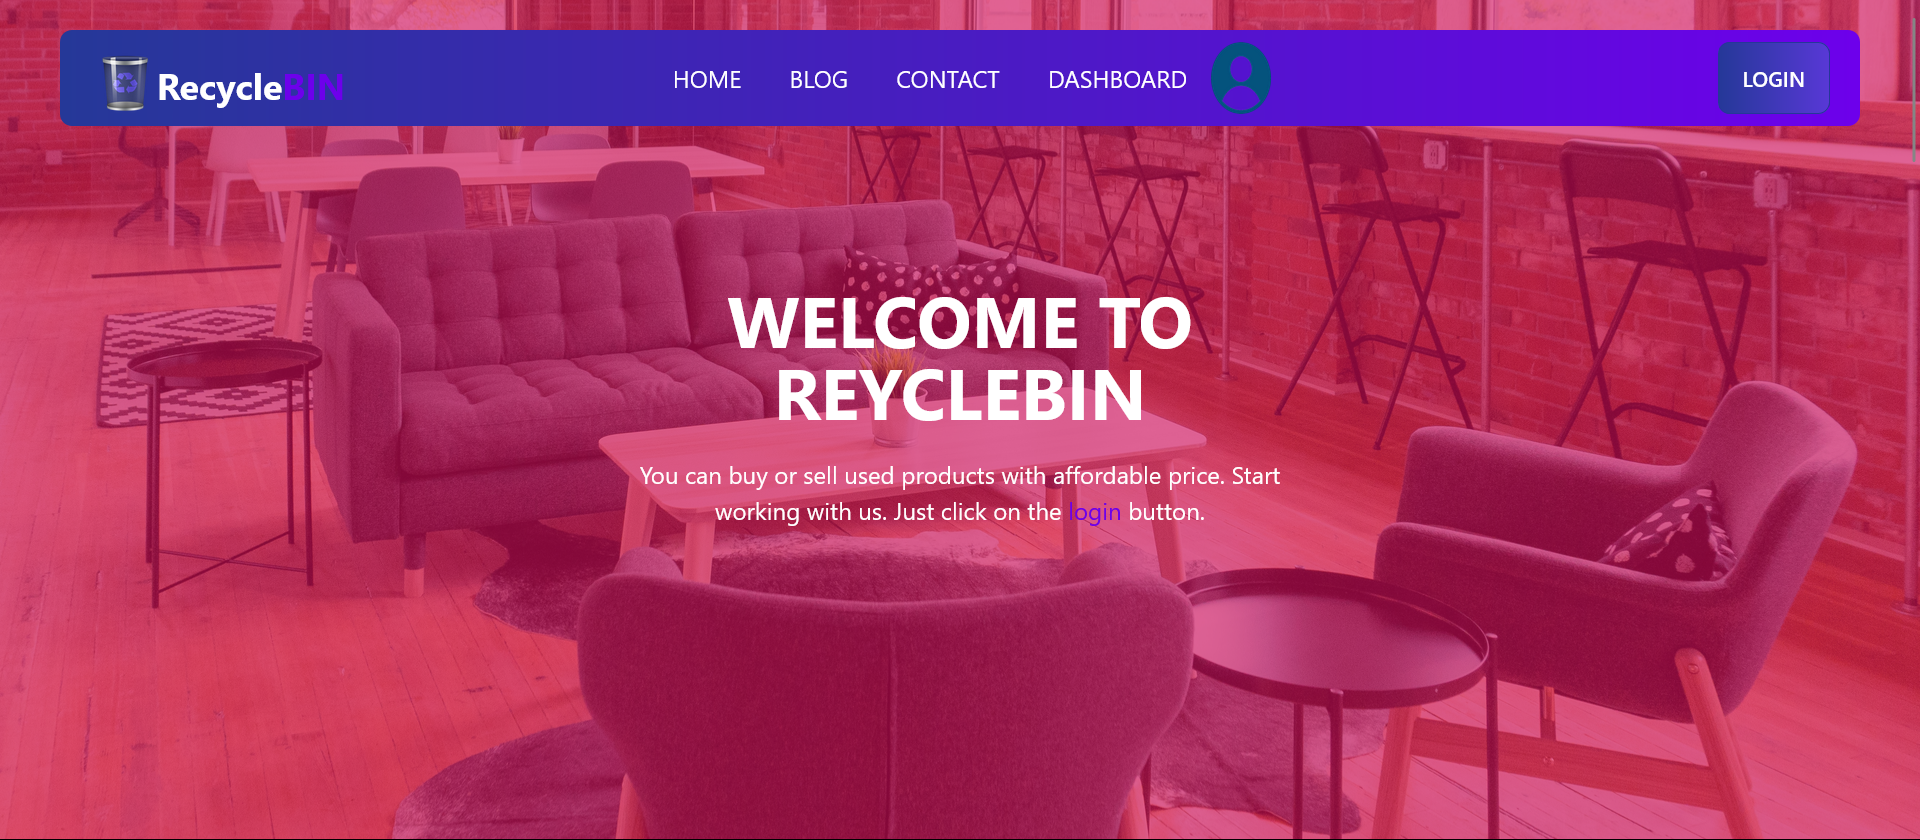 RecycleBIN
HOME BLOG CONTACT DASHBOARD
LOGIN
WELCOME TO
REYCLEBIN
You can buy or sell used products with affordable price. Start
working with us. Just click on the login button.